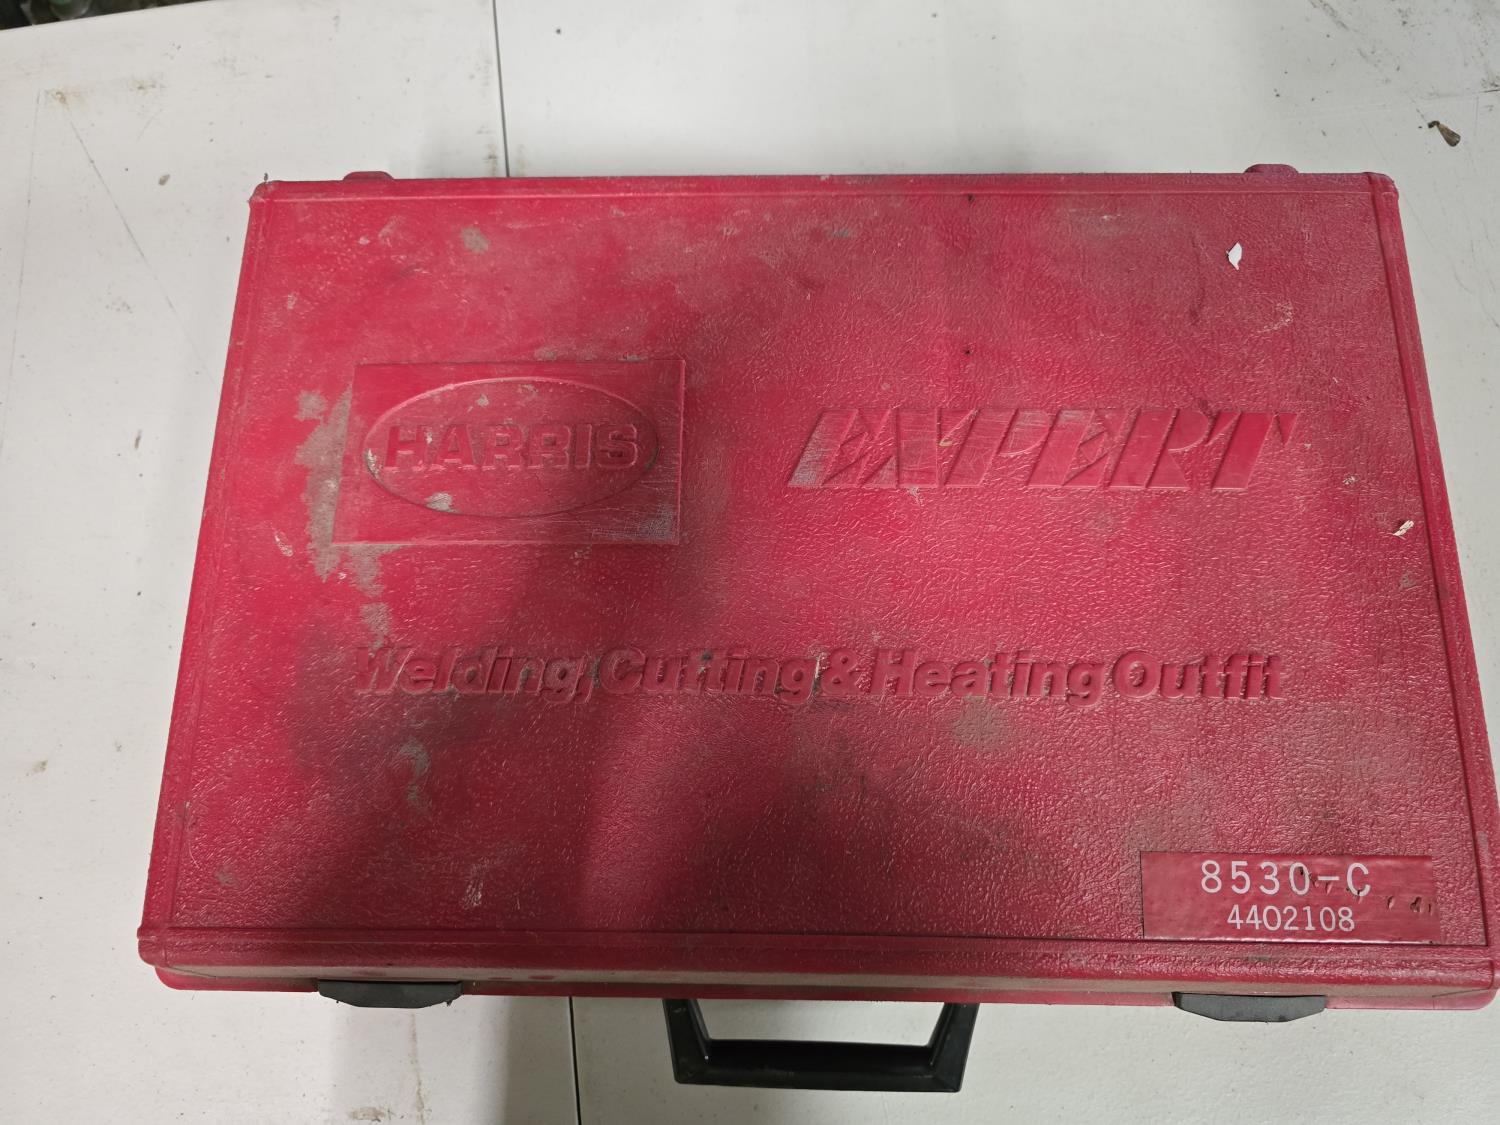 HARRIS
EXPERT
Welding, Cutting & Heating Outfit
8530-C
4402108